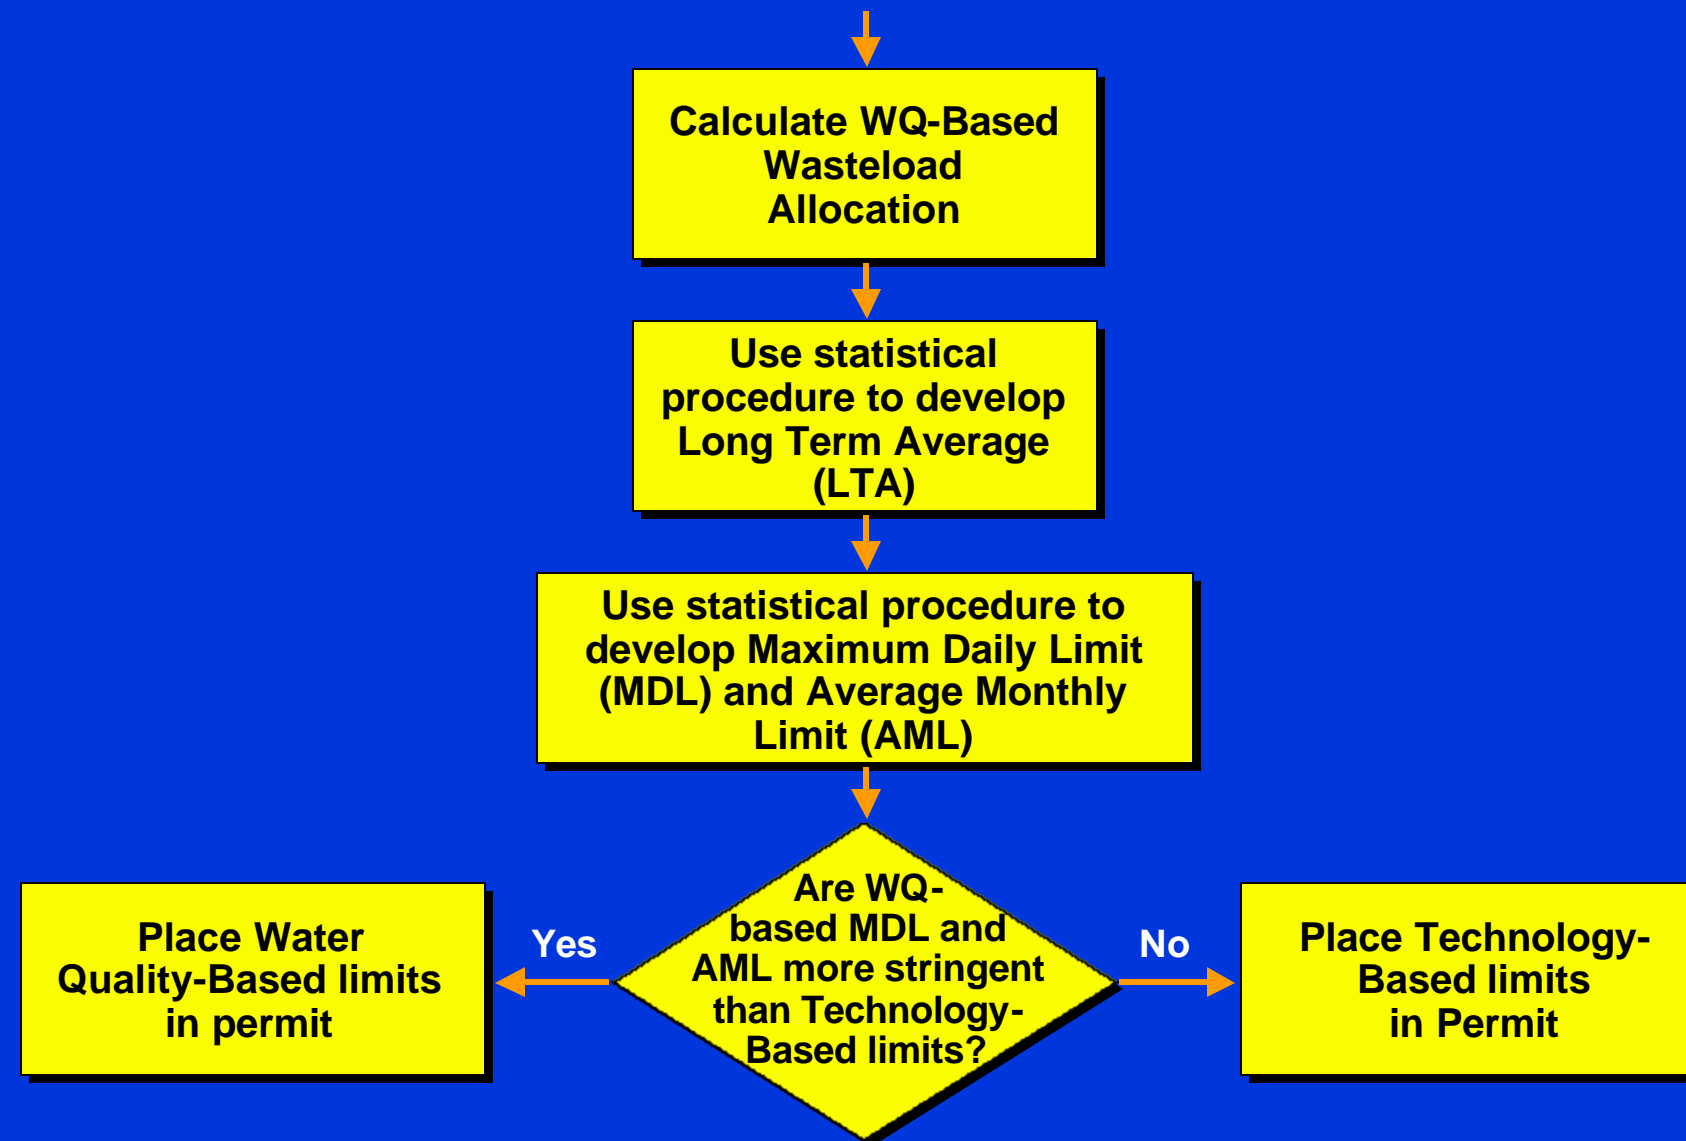 Calculate WQ-Based
Wasteload
Allocation
Use statistical
procedure to develop
Long Term Average
(LTA)
Use statistical procedure to
develop Maximum Daily Limit
(MDL) and Average Monthly
Limit (AML)
Are WQ-
based MDL and
AML more stringent
than Technology-
Based limits?
Yes
No
Place Water
Quality-Based limits
in permit
Place Technology-
Based limits
in Permit